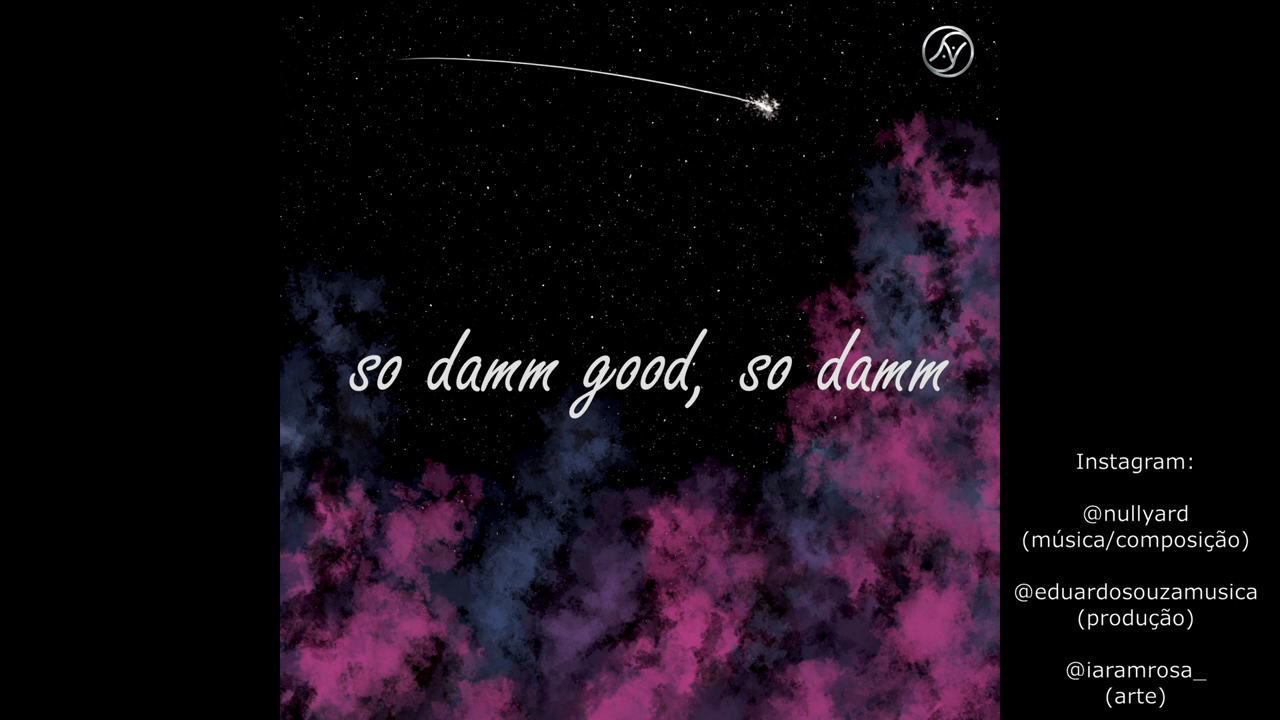 so damm good, so damm
Instagram:
@nullyard
(música/composição)
@eduardosouzamusica
(produção)
@iaramrosa_
(arte)